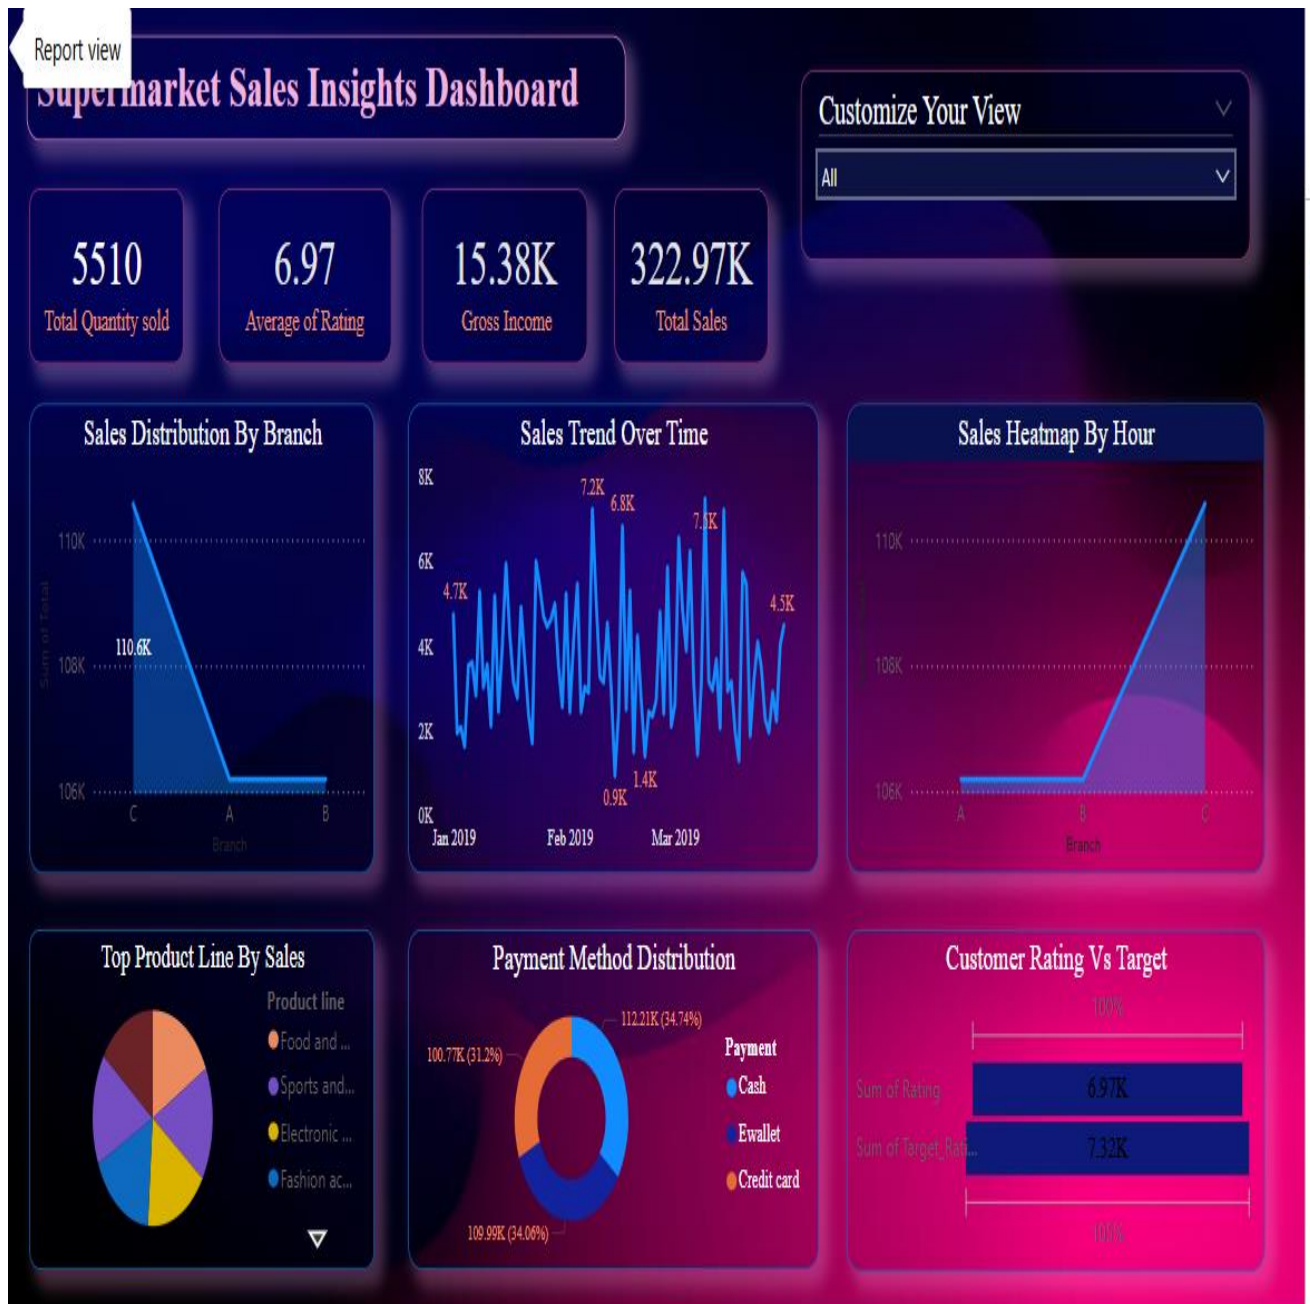 Report view
Supermarket Sales Insights Dashboard
Customize Your View
All
5510
Total Quantity sold
6.97
Average of Rating
15.38K
Gross Income
322.97K
Total Sales
Sales Distribution By Branch
110K
108K
106K
Sum of Total
110.6K
C A B
Branch
Sales Trend Over Time
8K
6K
4K
2K
0K
4.7K
7.2K
6.8K
4.5K
0.9K
1.4K
Jan 2019 Feb 2019 Mar 2019
Sales Heatmap By Hour
110K
108K
106K
A B C
Branch
Top Product Line By Sales
Product line
Food and ...
Sports and...
Electronic ...
Fashion ac...
Payment Method Distribution
112.21K (34.74%)
100.77K (31.2%)
109.99K (34.06%)
Payment
Cash
Ewallet
Credit card
Customer Rating Vs Target
100%
Sum of Rating
6.97K
Sum of Target_Rati...
7.32K
105%